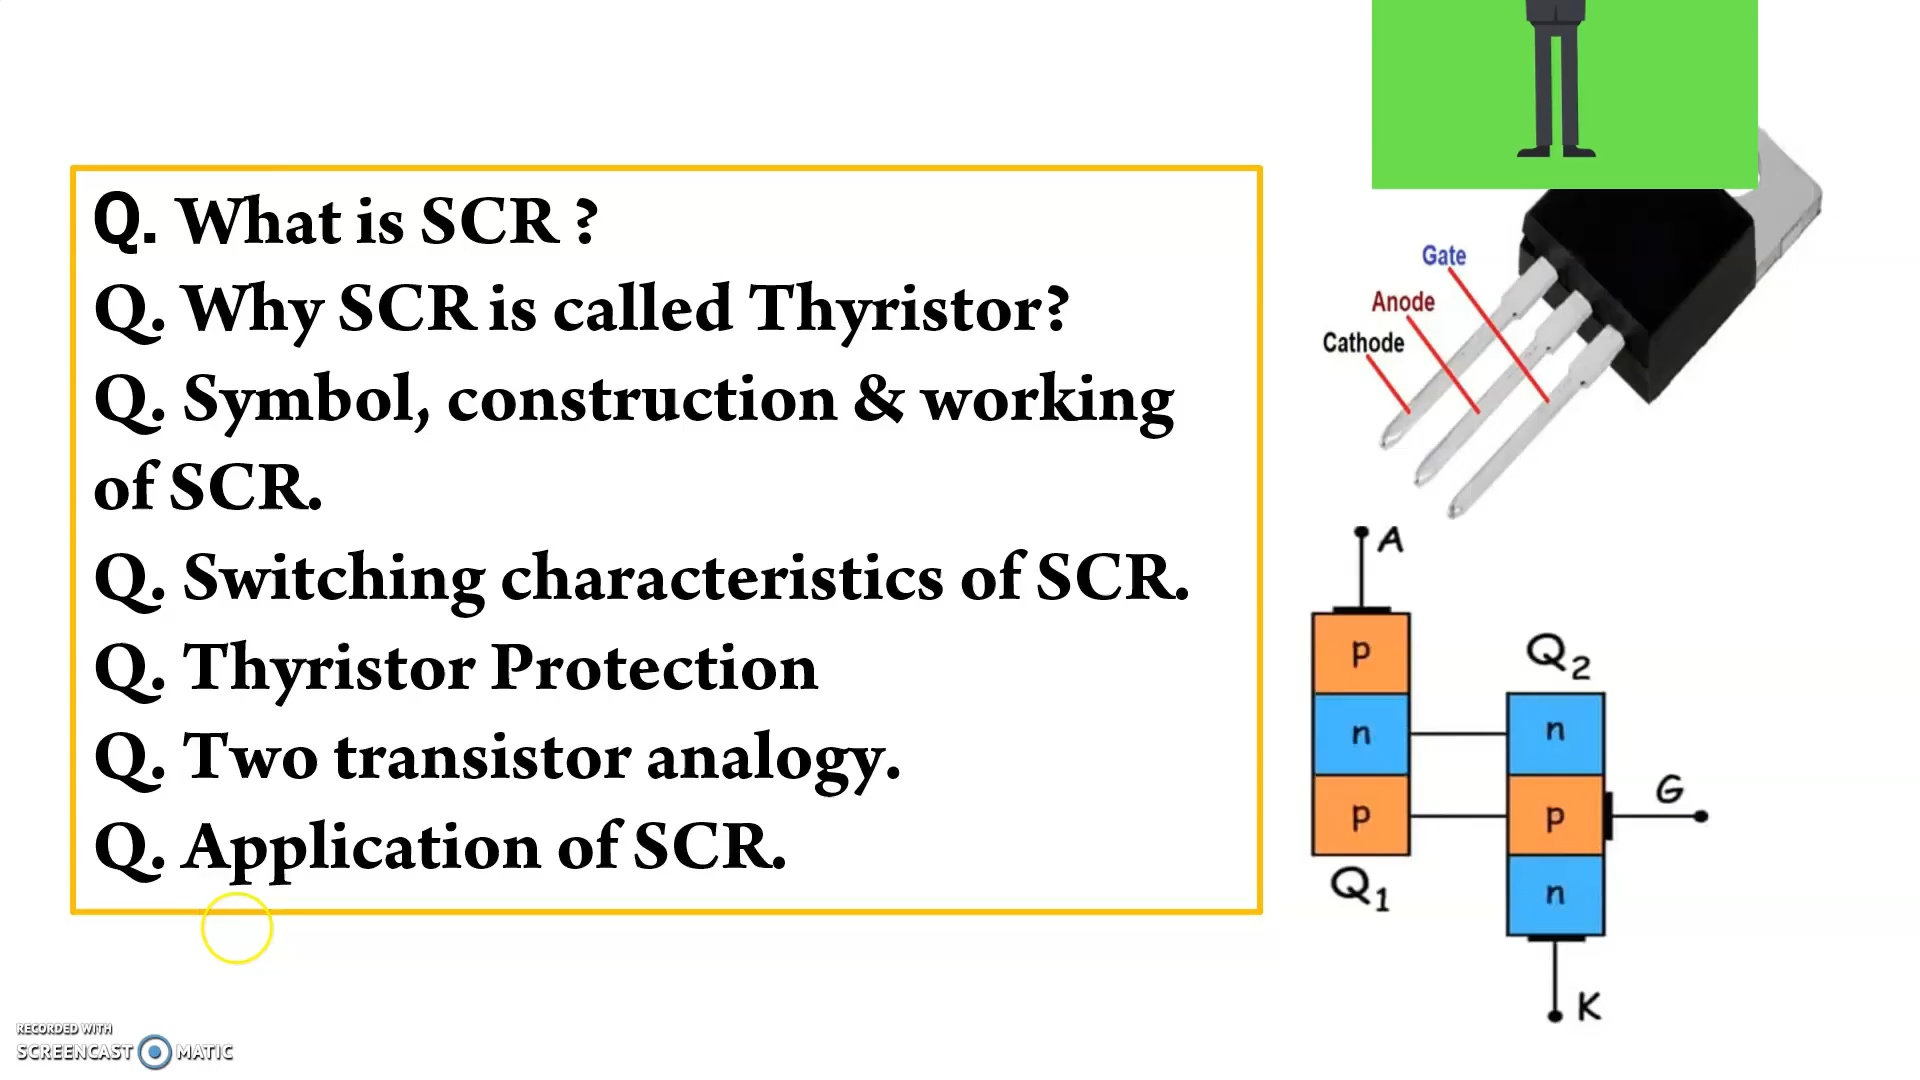 Q. What is SCR ?
Q. Why SCR is called Thyristor?
Q. Symbol, construction & working
of SCR.
Q. Switching characteristics of SCR.
Q. Thyristor Protection
Q. Two transistor analogy.
Q. Application of SCR.
Gate
Anode
Cathode
A
p
n
p
Q1
Q2
n
p
n
G
K
RECORDED WITH
SCREENCAST MATIC